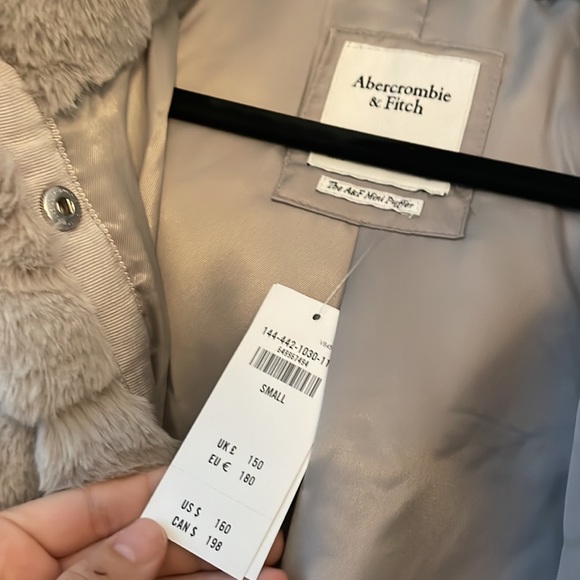 Abercrombie
& Fitch
The A&F Mini Puffer
144-442-1030-11
SMALL
UK £ 150
EU € 180
US $ 160
CAN $ 198